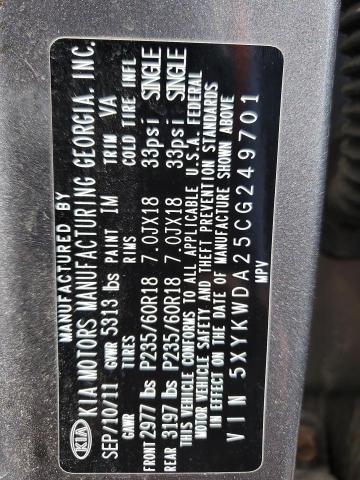 MANUFACTURED BY
KIA KIA MOTORS MANUFACTURING GEORGIA, INC.
SEP/10/11 GVWR 5313 lbs PAINT IM TRIM VA
GAWR TIRES RIMS COLD TIRE INFL
FRONT 2977 lbs P235/60R18 7.0JX18 33psi SINGLE
REAR 3197 lbs P235/60R18 7.0JX18 33psi SINGLE
THIS VEHICLE CONFORMS TO ALL APPLICABLE U.S.A. FEDERAL
MOTOR VEHICLE SAFETY AND THEFT PREVENTION STANDARDS
IN EFFECT ON THE DATE OF MANUFACTURE SHOWN ABOVE
VIN 5XYKWDA25CG249701
MPV